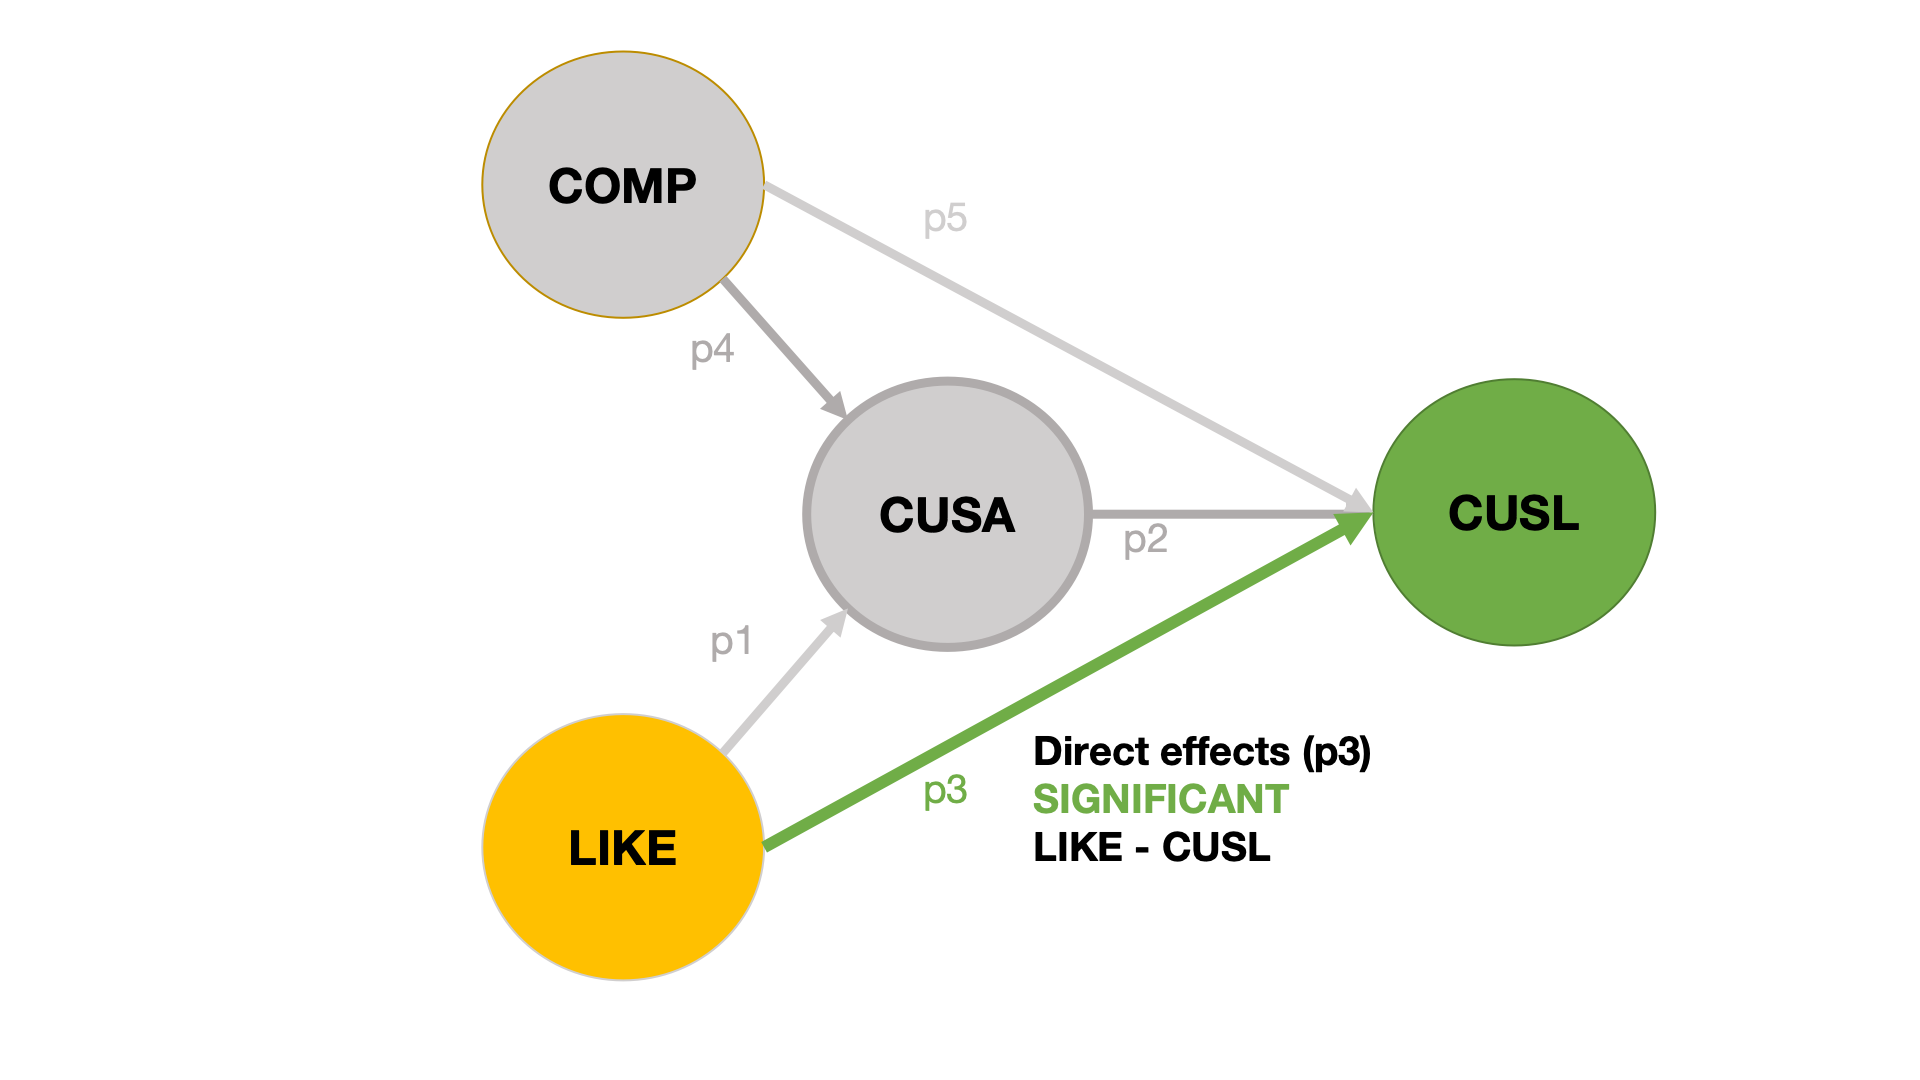 COMP
p5
p4
CUSA
CUSL
p2
p1
LIKE
p3
Direct effects (p3)
SIGNIFICANT
LIKE - CUSL